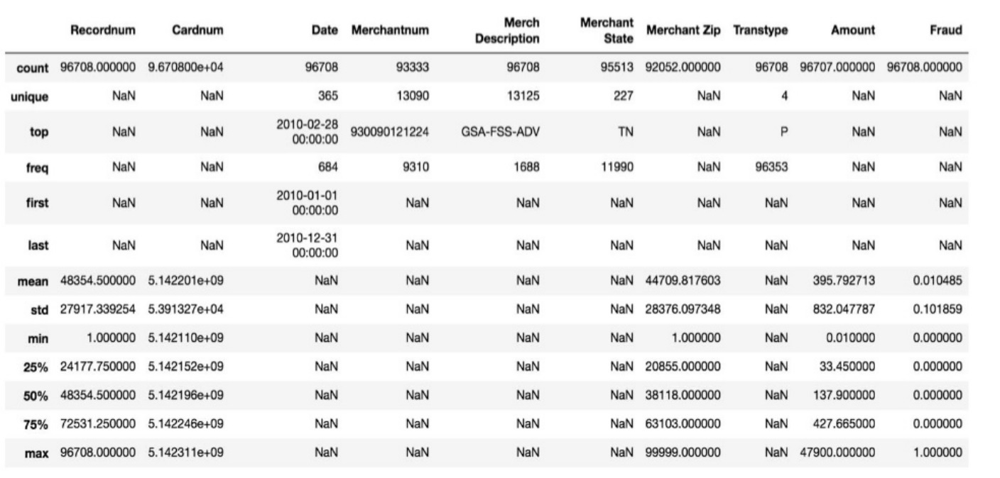 Recordnum Cardnum Date Merchantnum Merch Description Merchant State Merchant Zip Transtype Amount Fraud
count 96708.000000 9.670800e+04 96708 93333 96708 95513 92052.000000 96708 96707.000000 96708.000000
unique NaN NaN 365 13090 13125 227 NaN 4 NaN NaN
top NaN NaN 2010-02-28 00:00:00 930090121224 GSA-FSS-ADV TN NaN P NaN NaN
freq NaN NaN 684 9310 1688 11990 NaN 96353 NaN NaN
first NaN NaN 2010-01-01 00:00:00 NaN NaN NaN NaN NaN NaN NaN
last NaN NaN 2010-12-31 00:00:00 NaN NaN NaN NaN NaN NaN NaN
mean 48354.500000 5.142201e+09 NaN NaN NaN NaN 44709.817603 NaN 395.792713 0.010485
std 27917.339254 5.391327e+04 NaN NaN NaN NaN 28376.097348 NaN 832.047787 0.101859
min 1.000000 5.142110e+09 NaN NaN NaN NaN 1.000000 NaN 0.010000 0.000000
25% 24177.750000 5.142152e+09 NaN NaN NaN NaN 20855.000000 NaN 33.450000 0.000000
50% 48354.500000 5.142196e+09 NaN NaN NaN NaN 38118.000000 NaN 137.900000 0.000000
75% 72531.250000 5.142246e+09 NaN NaN NaN NaN 63103.000000 NaN 427.665000 0.000000
max 96708.000000 5.142311e+09 NaN NaN NaN NaN 99999.000000 NaN 47900.000000 1.000000